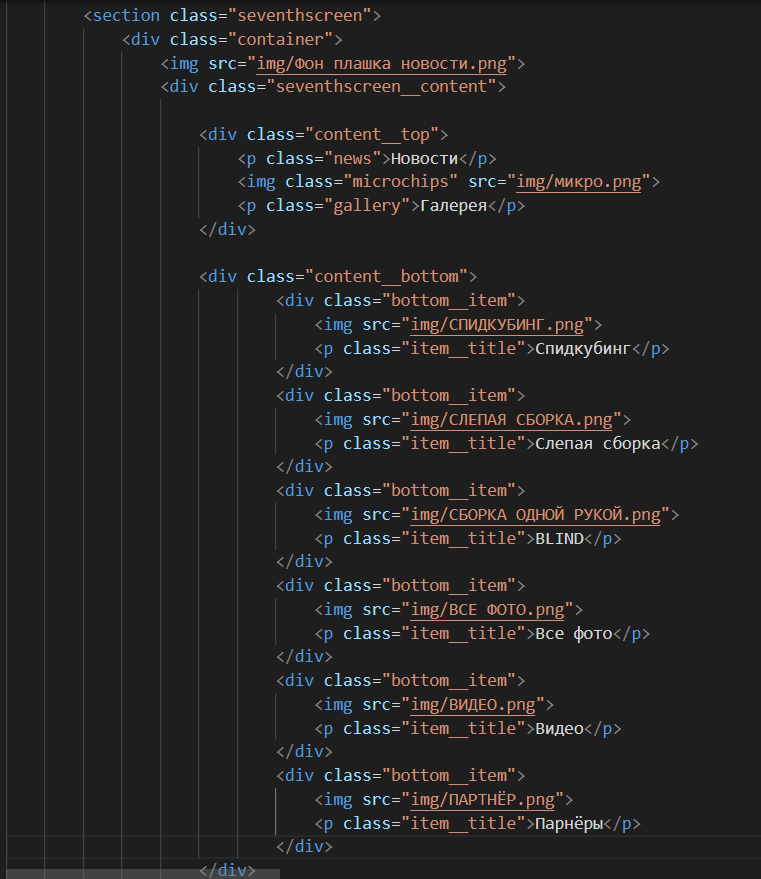 <section class="seventhscreen">
<div class="container">
<img src="img/Фон плашка новости.png">
<div class="seventhscreen__content">
<div class="content__top">
<p class="news">Новости</p>
<img class="microchips" src="img/микро.png">
<p class="gallery">Галерея</p>
</div>
<div class="content__bottom">
<div class="bottom__item">
<img src="img/СПИДКУБИНГ.png">
<p class="item__title">Спидкубинг</p>
</div>
<div class="bottom__item">
<img src="img/СЛЕПАЯ СБОРКА.png">
<p class="item__title">Слепая сборка</p>
</div>
<div class="bottom__item">
<img src="img/СБОРКА ОДНОЙ РУКОЙ.png">
<p class="item__title">BLIND</p>
</div>
<div class="bottom__item">
<img src="img/ВСЕ ФОТО.png">
<p class="item__title">Все фото</p>
</div>
<div class="bottom__item">
<img src="img/ВИДЕО.png">
<p class="item__title">Видео</p>
</div>
<div class="bottom__item">
<img src="img/ПАРТНЁР.png">
<p class="item__title">Парнёры</p>
</div>
</div>